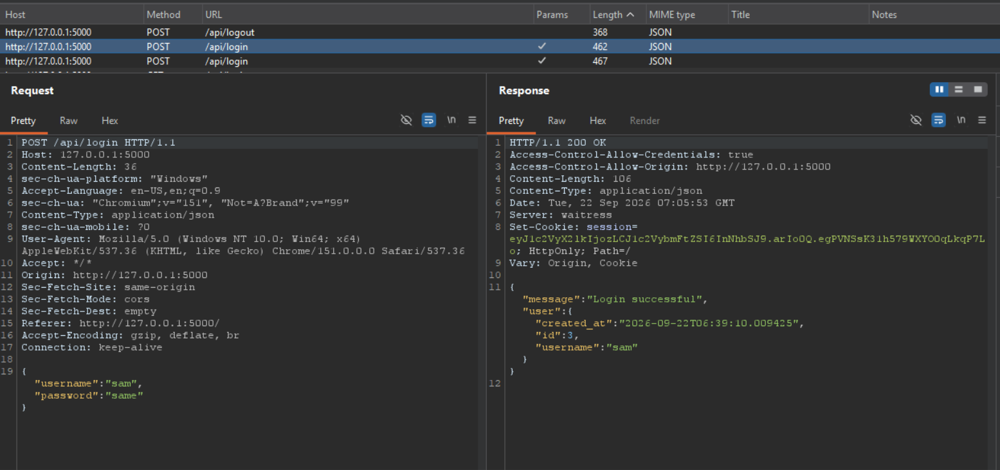 Host Method URL Params Length MIME type Title Notes
http://127.0.0.1:5000 POST /api/logout 368 JSON
http://127.0.0.1:5000 POST /api/login ✓ 462 JSON
http://127.0.0.1:5000 POST /api/login ✓ 467 JSON
Request
Pretty Raw Hex \n
1 POST /api/login HTTP/1.1
2 Host: 127.0.0.1:5000
3 Content-Length: 36
4 sec-ch-ua-platform: "Windows"
5 Accept-Language: en-US,en;q=0.9
6 sec-ch-ua: "Chromium";v="151", "Not=A?Brand";v="99"
7 Content-Type: application/json
8 sec-ch-ua-mobile: ?0
9 User-Agent: Mozilla/5.0 (Windows NT 10.0; Win64; x64)
AppleWebKit/537.36 (KHTML, like Gecko) Chrome/151.0.0.0 Safari/537.36
10 Accept: */*
11 Origin: http://127.0.0.1:5000
12 Sec-Fetch-Site: same-origin
13 Sec-Fetch-Mode: cors
14 Sec-Fetch-Dest: empty
15 Referer: http://127.0.0.1:5000/
16 Accept-Encoding: gzip, deflate, br
17 Connection: keep-alive
18
19 {
"username":"sam",
"password":"same"
}
Response
Pretty Raw Hex Render \n
1 HTTP/1.1 200 OK
2 Access-Control-Allow-Credentials: true
3 Access-Control-Allow-Origin: http://127.0.0.1:5000
4 Content-Length: 106
5 Content-Type: application/json
6 Date: Tue, 22 Sep 2026 07:05:53 GMT
7 Server: waitress
8 Set-Cookie: session=
eyJ1c2VyX2lkIjozLCJ1c2VybmFtZSI6InNhbSJ9.arIo0Q.egPVNSsK31h579WXYO0qLkqP7L
o; HttpOnly; Path=/
9 Vary: Origin, Cookie
10
11 {
"message":"Login successful",
"user":{
"created_at":"2026-09-22T06:39:10.009425",
"id":3,
"username":"sam"
}
}
12